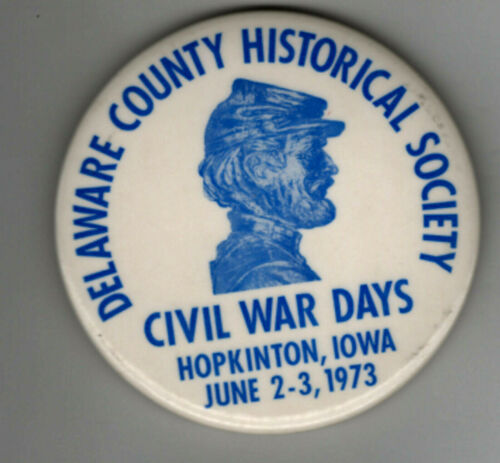 DELAWARE COUNTY HISTORICAL SOCIETY
CIVIL WAR DAYS
HOPKINTON, IOWA
JUNE 2-3, 1973